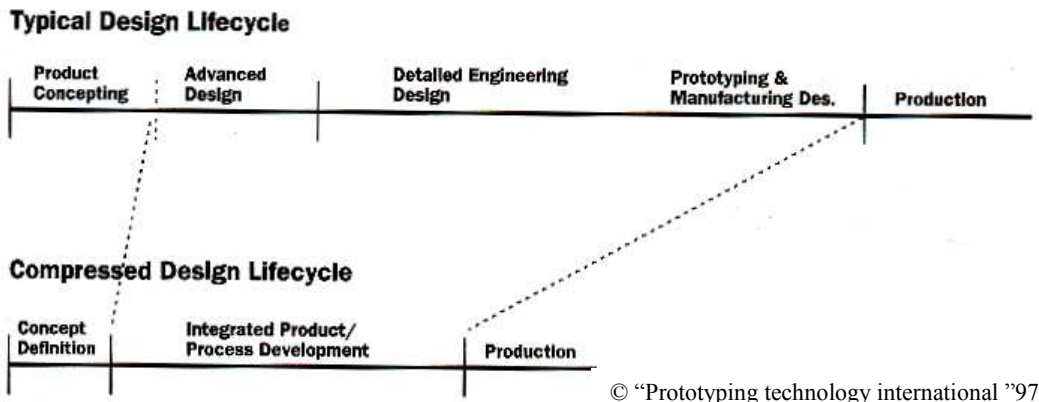 Typical Design Lifecycle
Product
Concepting
Advanced
Design
Detailed Engineering
Design
Prototyping &
Manufacturing Des.
Production
Compressed Design Lifecycle
Concept
Definition
Integrated Product/
Process Development
Production
© “Prototyping technology international ”97